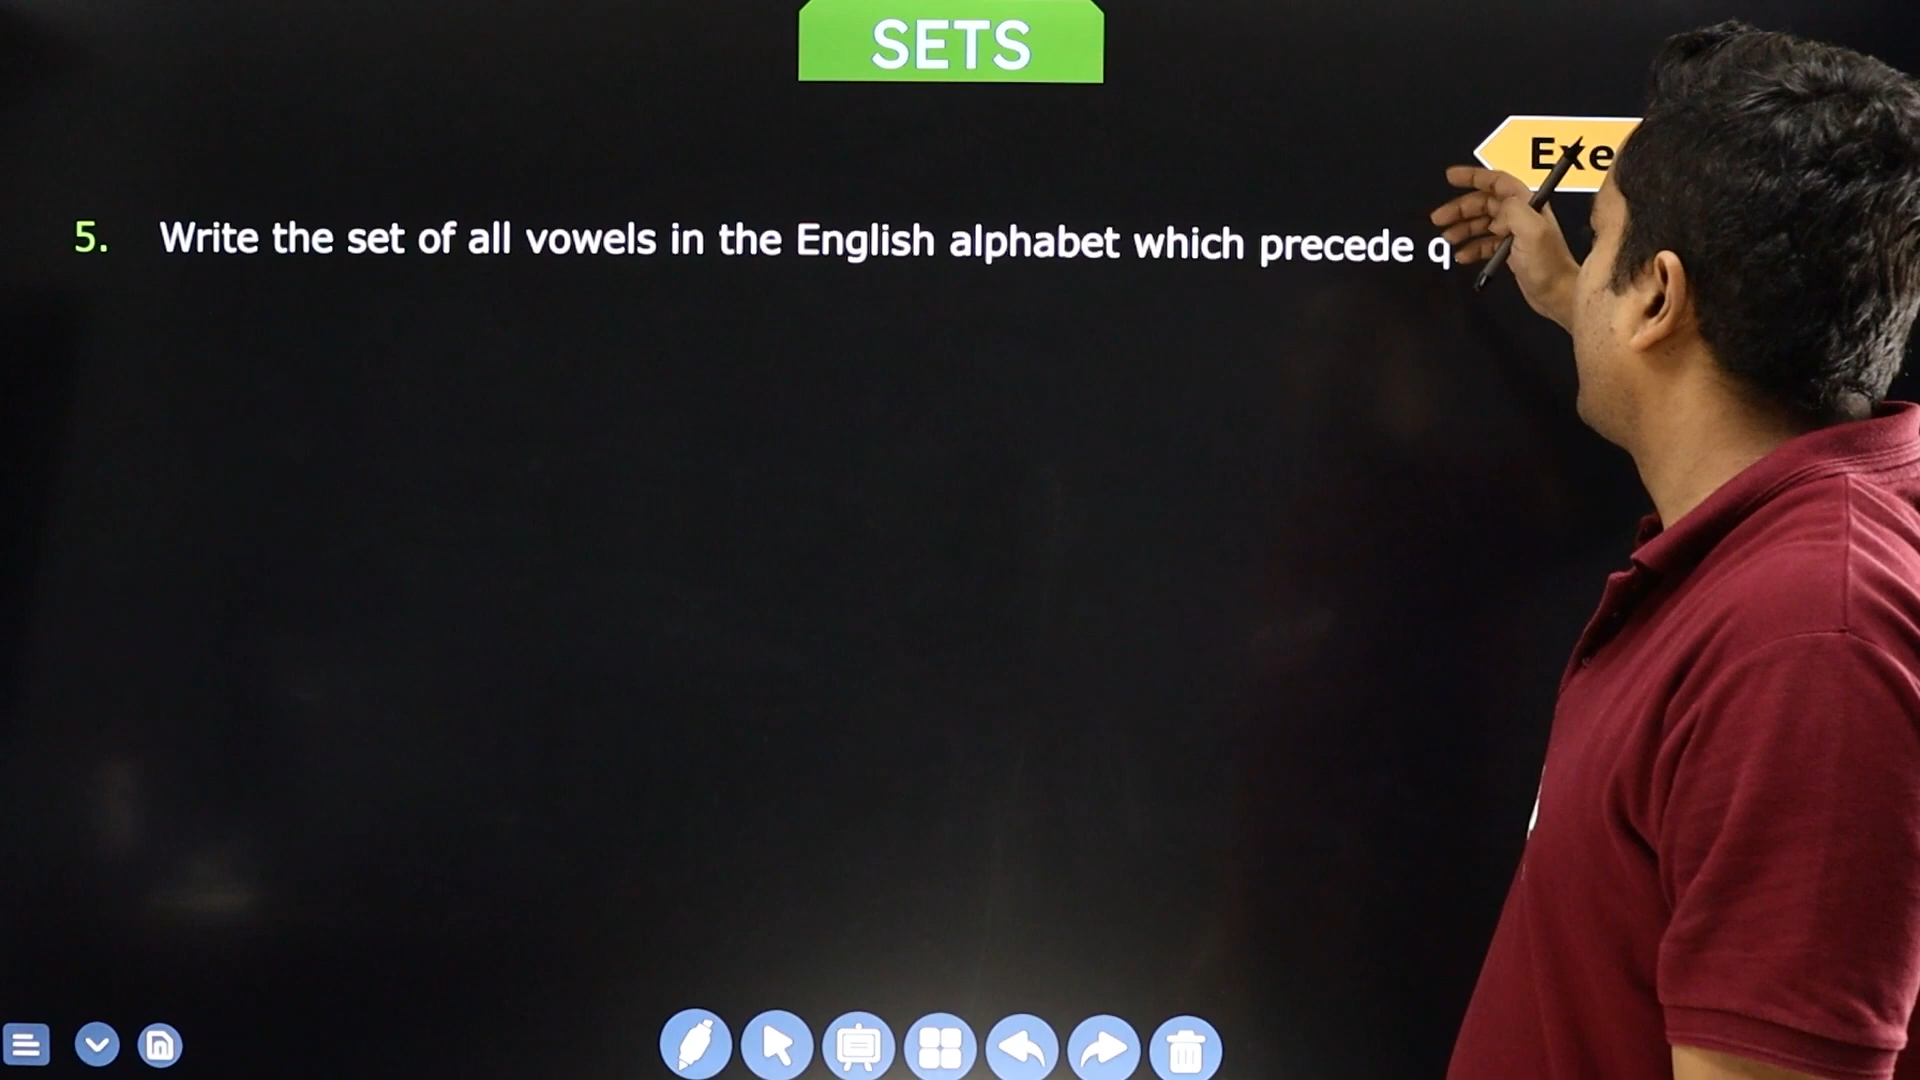 SETS
Exe
5. Write the set of all vowels in the English alphabet which precede q